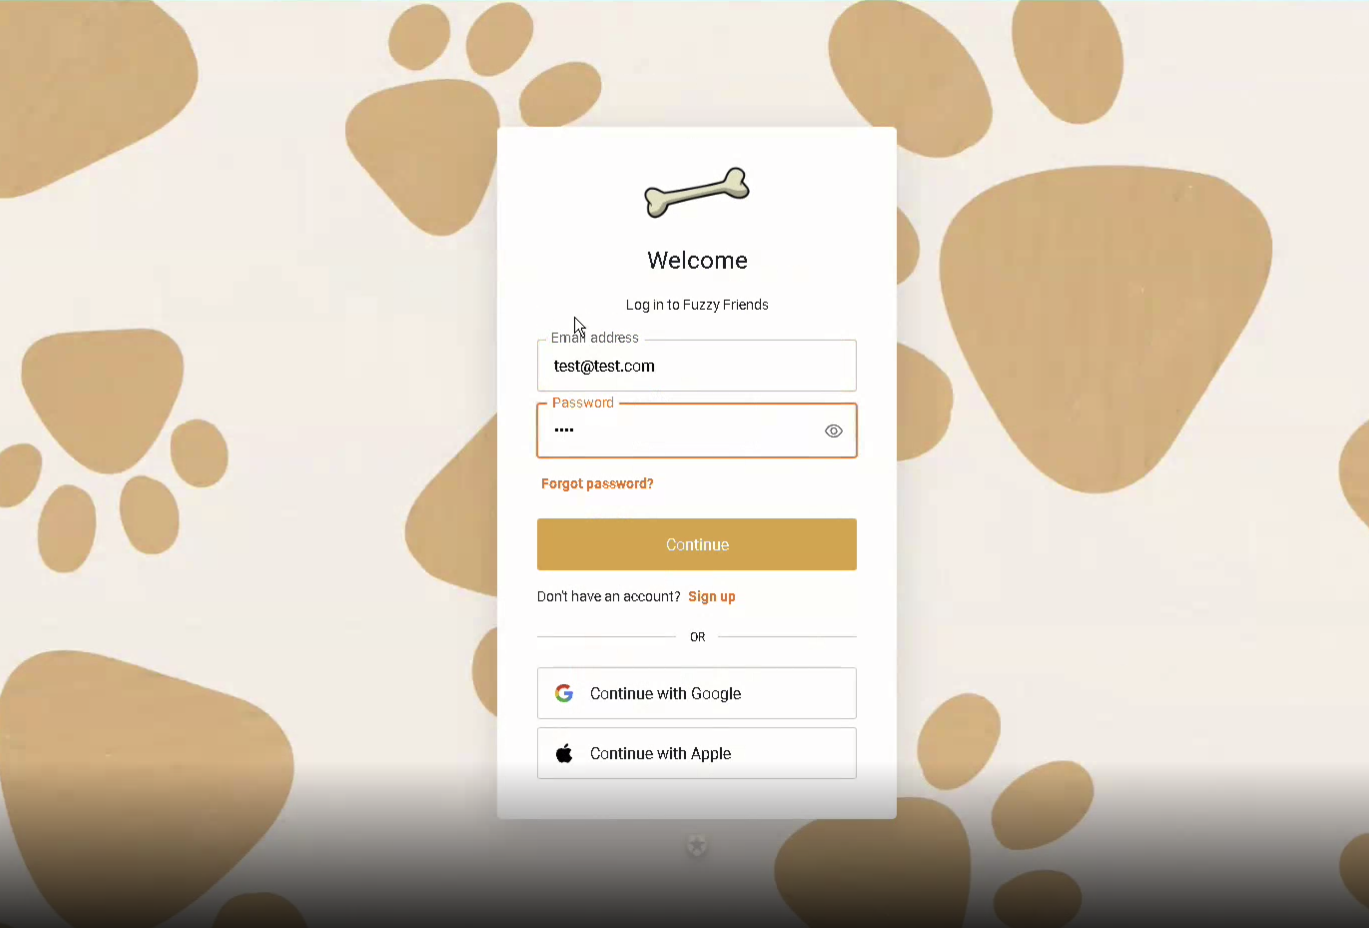 Welcome
Log in to Fuzzy Friends
Email address
test@test.com
Password
••••
Forgot password?
Continue
Don't have an account? Sign up
OR
Continue with Google
Continue with Apple